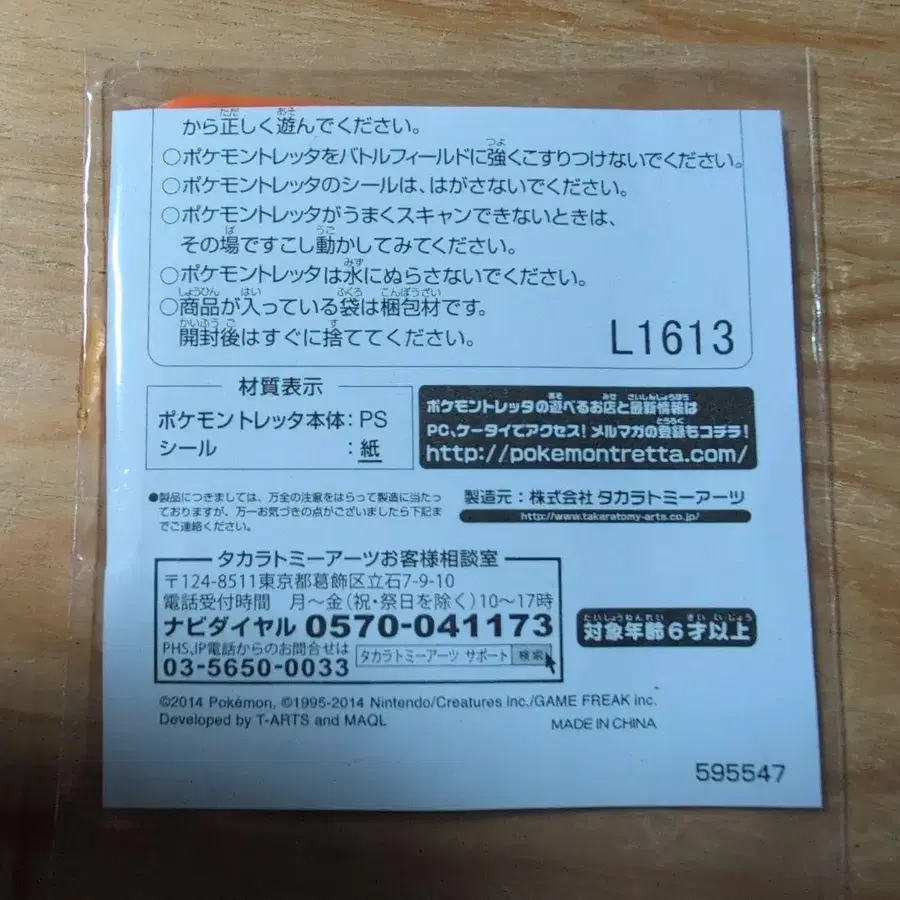 から正しく遊んでください。
○ポケモントレッタをバトルフィールドに強くこすりつけないでください。
○ポケモントレッタのシールは、はがさないでください。
○ポケモントレッタがうまくスキャンできないときは、
その場ですこし動かしてみてください。
○ポケモントレッタは水にぬらさないでください。
○商品が入っている袋は梱包材です。
開封後はすぐに捨ててください。
L1613
材質表示
ポケモントレッタ本体：PS
シール：紙
ポケモントレッタの遊べるお店と最新情報は
PC、ケータイでアクセス！メルマガの登録もコチラ！
http://pokemontretta.com/
●製品につきましては、万全の注意をはらって製造に当たっ
ておりますが、万一お気づきの点がございましたら下記ま
でご連絡ください。
製造元：株式会社 タカラトミーアーツ
http://www.takaratomy-arts.co.jp/
タカラトミーアーツお客様相談室
〒124-8511東京都葛飾区立石7-9-10
電話受付時間 月〜金（祝・祭日を除く）10〜17時
ナビダイヤル 0570-041173
PHS,IP電話からのお問合せは
03-5650-0033
タカラトミーアーツ サポート 検索
対象年齢6才以上
©2014 Pokémon, ©1995-2014 Nintendo/Creatures Inc./GAME FREAK inc.
Developed by T-ARTS and MAQL
MADE IN CHINA
595547